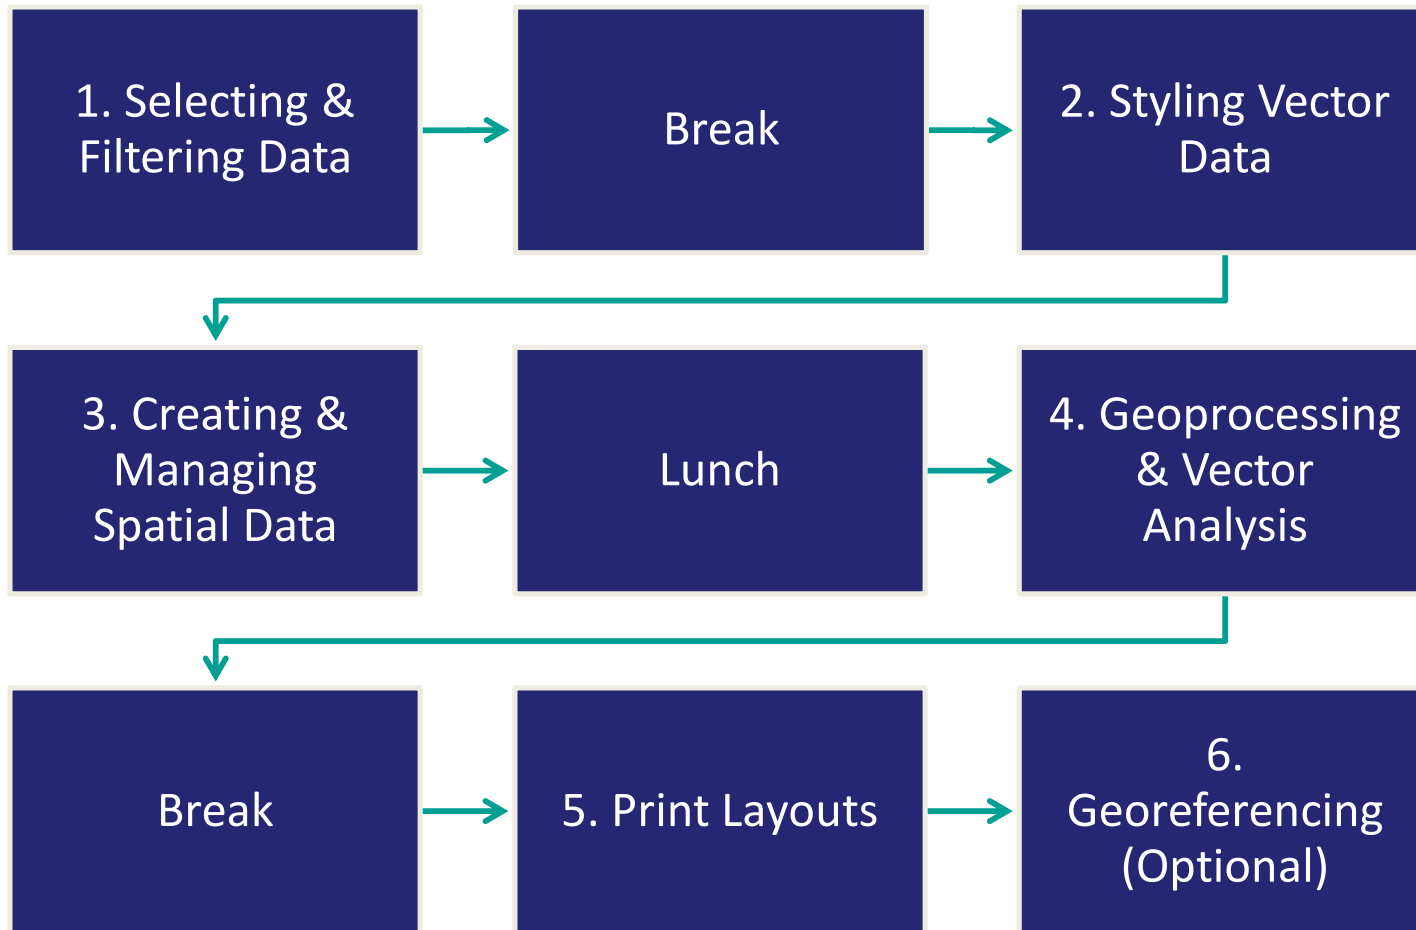 1. Selecting &
Filtering Data
Break
2. Styling Vector
Data
3. Creating &
Managing
Spatial Data
Lunch
4. Geoprocessing
& Vector
Analysis
Break
5. Print Layouts
6.
Georeferencing
(Optional)